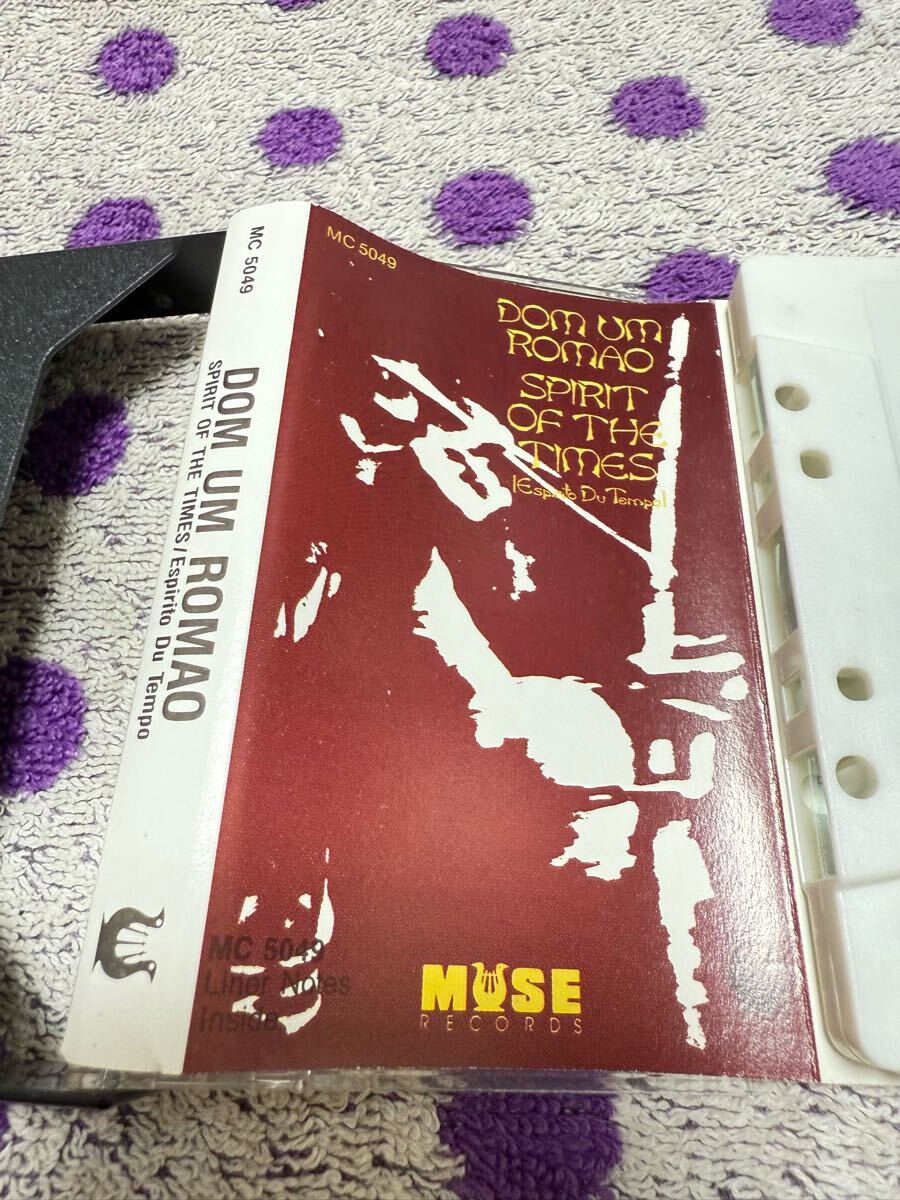 MC 5049
DOM UM ROMAO
SPIRIT OF THE TIMES/Espirito Du Tempo
MC 5049
DOM UM
ROMAO
SPIRIT
OF THE
TIMES
(Espirito Du Tempo)
MC 5049
Liner Notes
Inside
MUSE
RECORDS